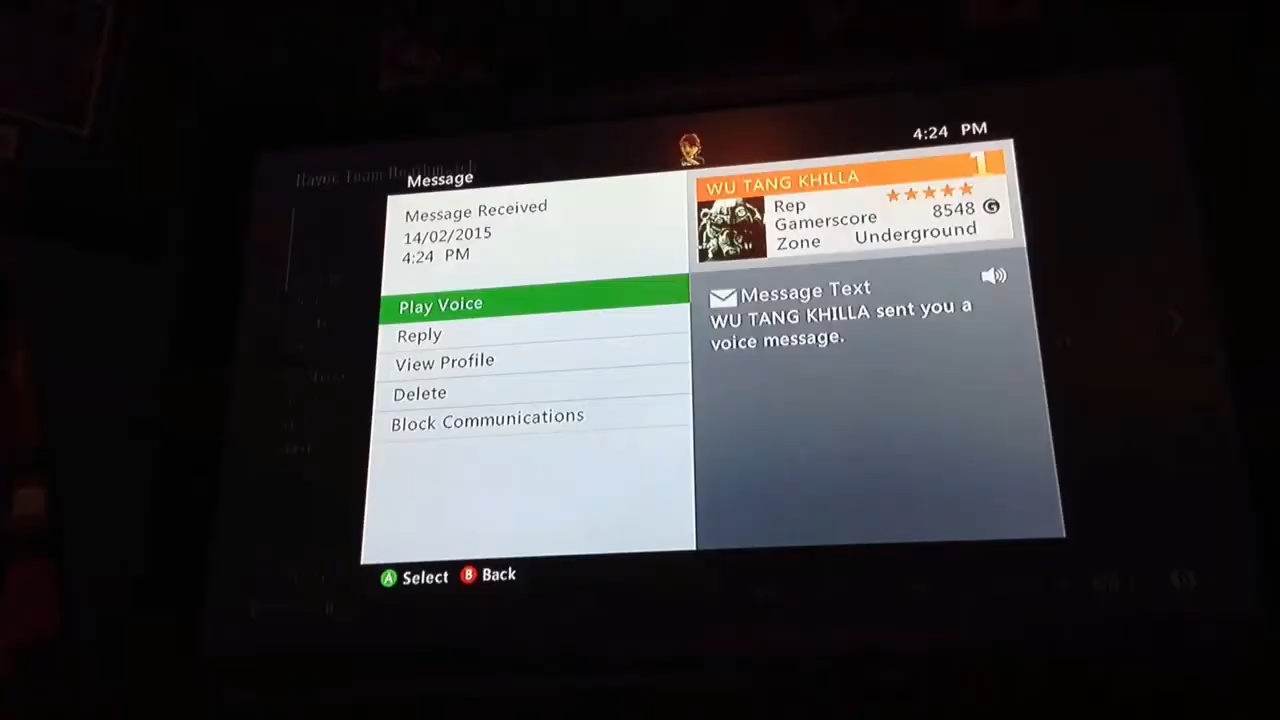 4:24 PM
Message
Message Received
14/02/2015
4:24 PM
Play Voice
Reply
View Profile
Delete
Block Communications
WU TANG KHILLA 1
Rep
Gamerscore 8548 G
Zone Underground
Message Text
WU TANG KHILLA sent you a
voice message.
A Select B Back